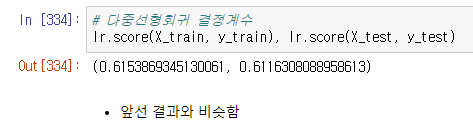 In [334]: # 다중선형회귀 결정계수
lr.score(X_train, y_train), lr.score(X_test, y_test)
Out[334]: (0.6153869345130061, 0.6116308088958613)
• 앞선 결과와 비슷함